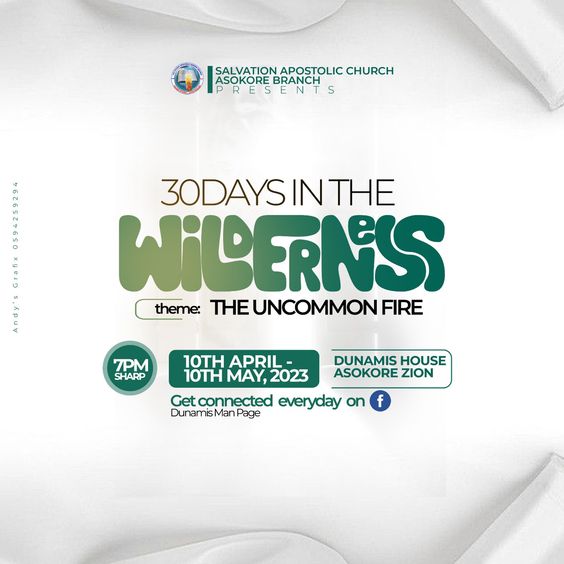 SALVATION APOSTOLIC CHURCH
ASOKORE BRANCH
PRESENTS
30DAYS IN THE
WILDERNESS
theme: THE UNCOMMON FIRE
7PM
SHARP
10TH APRIL -
10TH MAY, 2023
DUNAMIS HOUSE
ASOKORE ZION
Get connected everyday on f
Dunamis Man Page
Andy's Grafix 0594259294